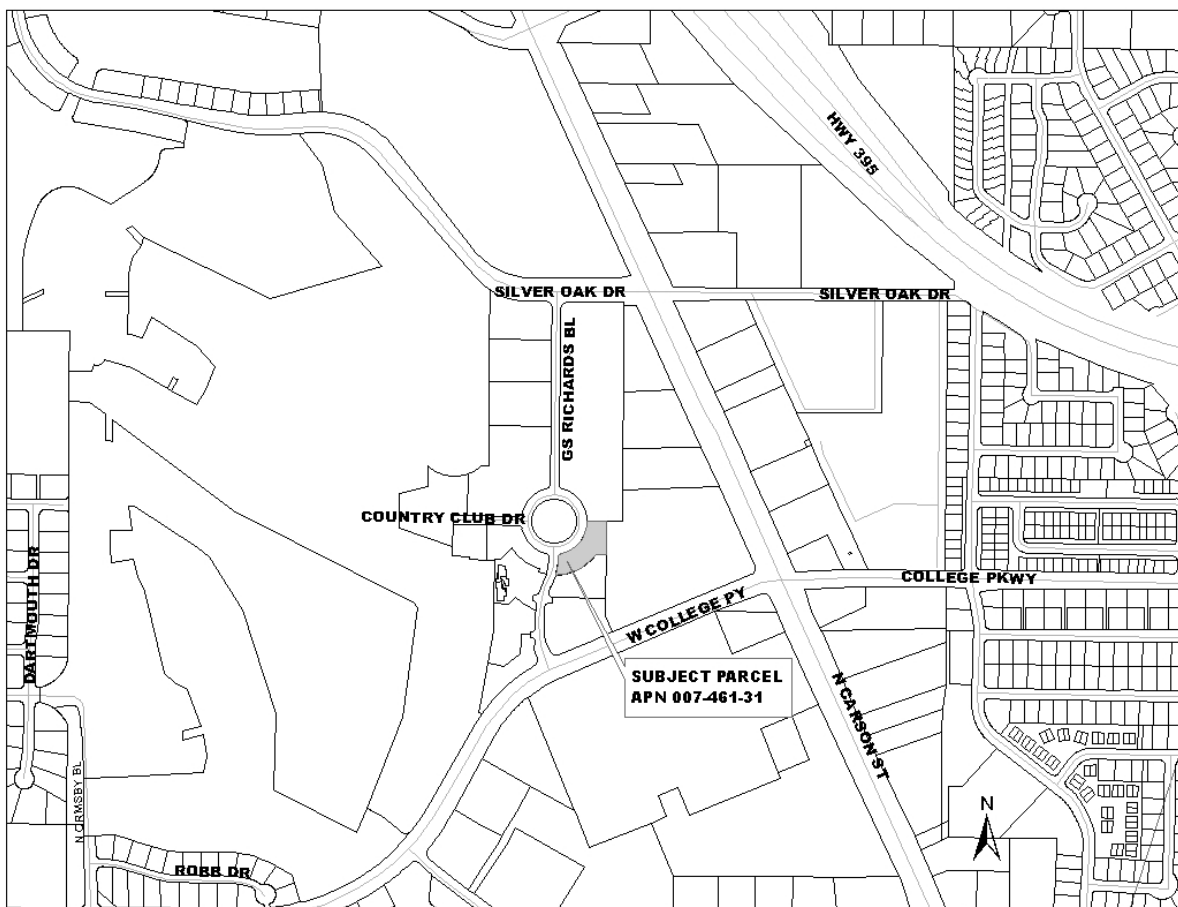 HWY 395
SILVER OAK DR
SILVER OAK DR
GS RICHARDS BL
COUNTRY CLUB DR
DARTMOUTH DR
COLLEGE PKWY
W COLLEGE PY
SUBJECT PARCEL
APN 007-461-31
N CARSON ST
N ORMSBY BL
N
ROBB DR